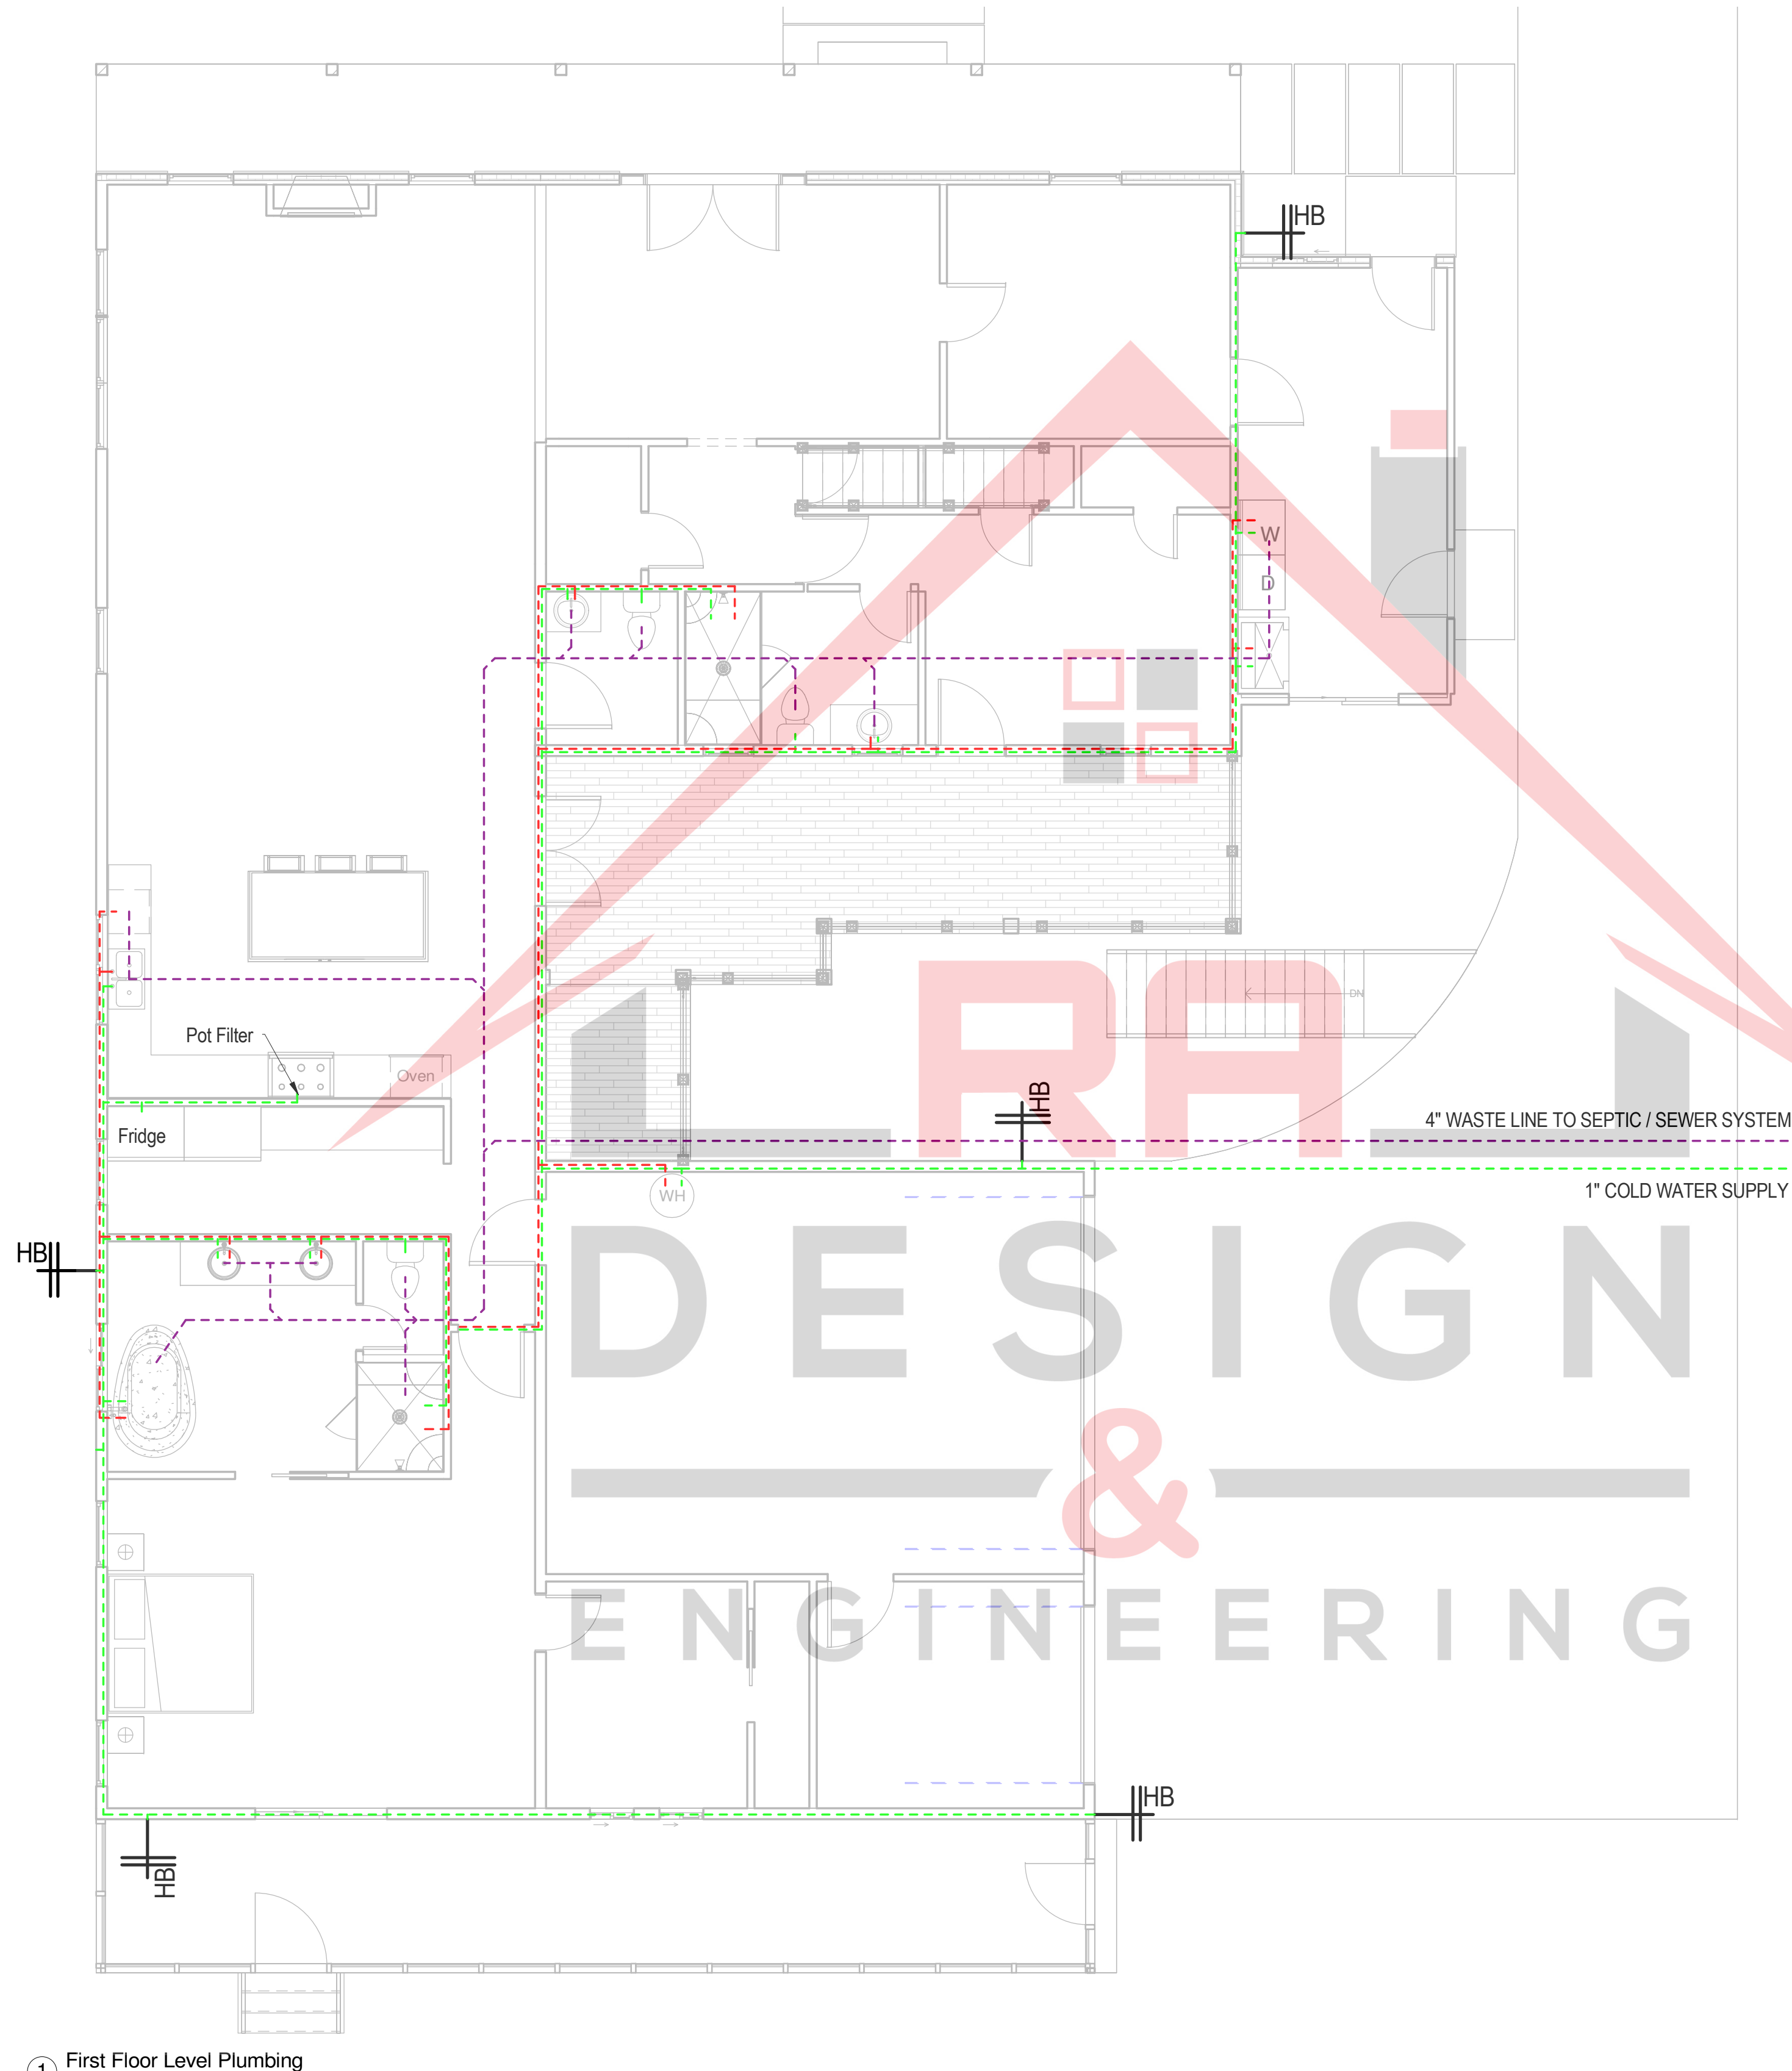 HB
W
D
Pot Filter
Oven
DN
HB
RA
4" WASTE LINE TO SEPTIC / SEWER SYSTEM
Fridge
WH
1" COLD WATER SUPPLY
HB
DESIGN
&
ENGINEERING
HB
HB
1
First Floor Level Plumbing